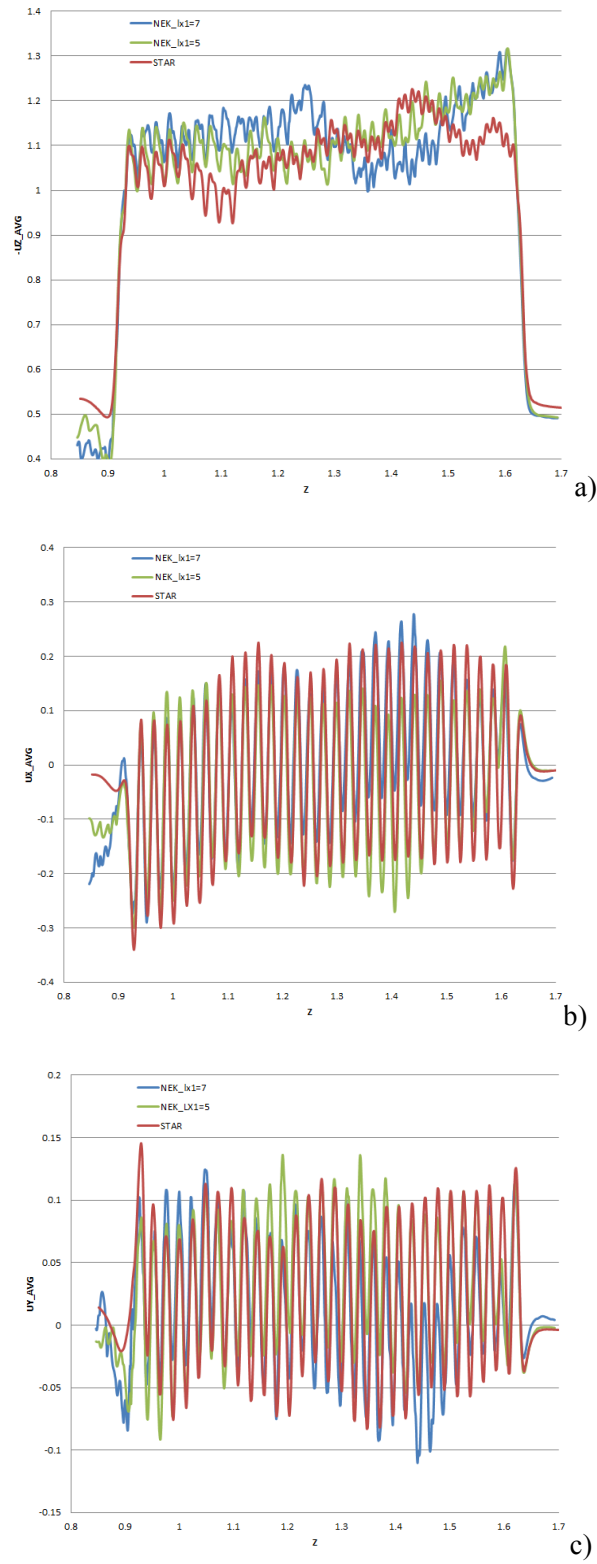 NEK_lx1=7
NEK_lx1=5
STAR
1.4
1.3
1.2
1.1
1
0.9
0.8
0.7
0.6
0.5
0.4
-UZ_AVG
0.8 0.9 1 1.1 1.2 1.3 1.4 1.5 1.6 1.7
Z
a)
NEK_lx1=7
NEK_lx1=5
STAR
0.4
0.3
0.2
0.1
0
-0.1
-0.2
-0.3
-0.4
UX_AVG
0.8 0.9 1 1.1 1.2 1.3 1.4 1.5 1.6 1.7
Z
b)
NEK_lx1=7
NEK_LX1=5
STAR
0.2
0.15
0.1
0.05
0
-0.05
-0.1
-0.15
UY_AVG
0.8 0.9 1 1.1 1.2 1.3 1.4 1.5 1.6 1.7
Z
c)